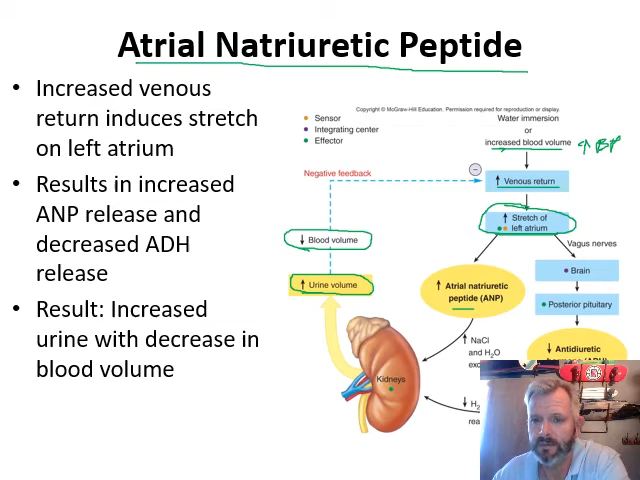 Atrial Natriuretic Peptide
• Increased venous
return induces stretch
on left atrium
• Results in increased
ANP release and
decreased ADH
release
• Result: Increased
urine with decrease in
blood volume
Copyright © McGraw-Hill Education. Permission required for reproduction or display.
Sensor
Integrating center
Effector
Water immersion
or
increased blood volume
↑ BP
Negative feedback
−
↑ Venous return
↑ Stretch of
left atrium
Vagus nerves
↓ Blood volume
↑ Urine volume
↑ Atrial natriuretic
peptide (ANP)
Brain
Posterior pituitary
↓ Antidiuretic
↑ NaCl
and H2O
Kidneys
↓ H2